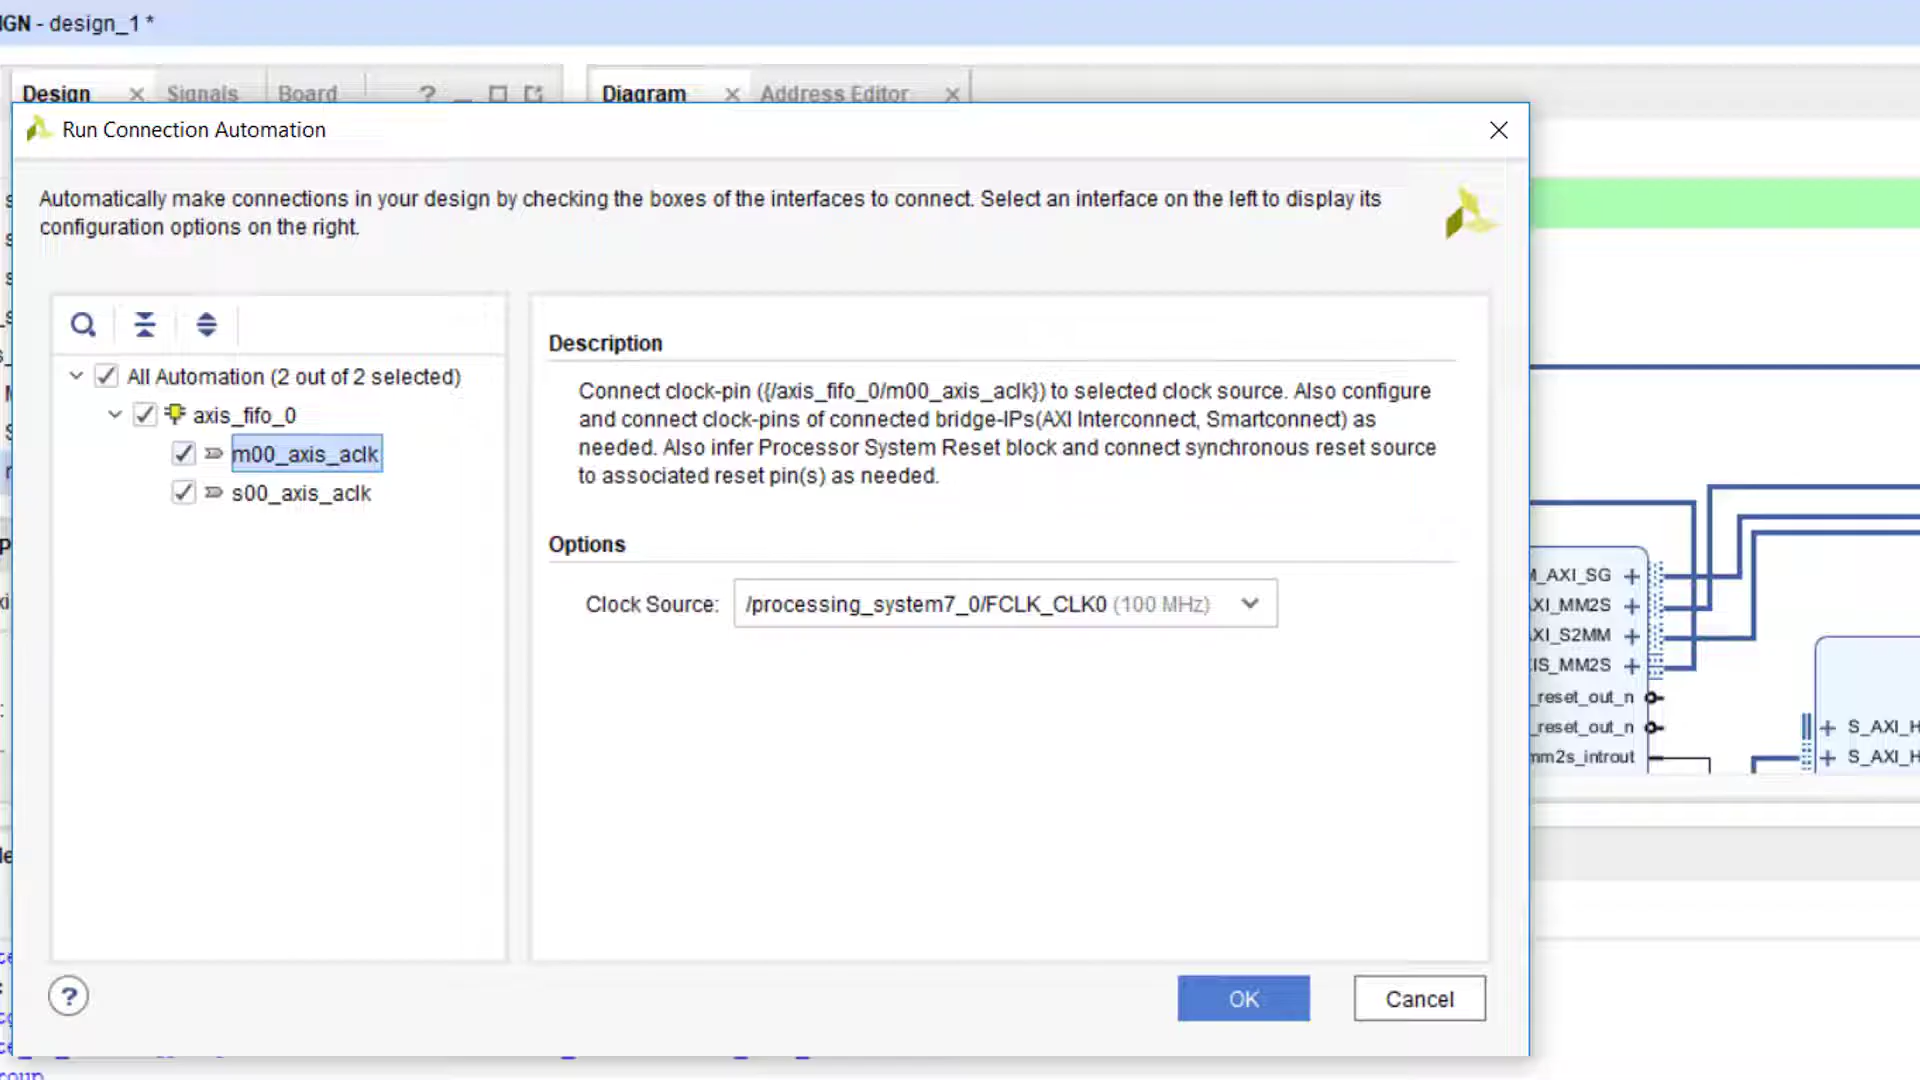 IGN - design_1 *
Design
Signals
Board
?
Diagram
Address Editor
Run Connection Automation
Automatically make connections in your design by checking the boxes of the interfaces to connect. Select an interface on the left to display its
configuration options on the right.
All Automation (2 out of 2 selected)
axis_fifo_0
m00_axis_aclk
s00_axis_aclk
Description
Connect clock-pin ({/axis_fifo_0/m00_axis_aclk}) to selected clock source. Also configure
and connect clock-pins of connected bridge-IPs(AXI Interconnect, Smartconnect) as
needed. Also infer Processor System Reset block and connect synchronous reset source
to associated reset pin(s) as needed.
Options
Clock Source: /processing_system7_0/FCLK_CLK0 (100 MHz)
M_AXI_SG
XI_MM2S
XI_S2MM
IS_MM2S
_reset_out_n
_reset_out_n
mm2s_introut
S_AXI_H
S_AXI_H
?
OK
Cancel